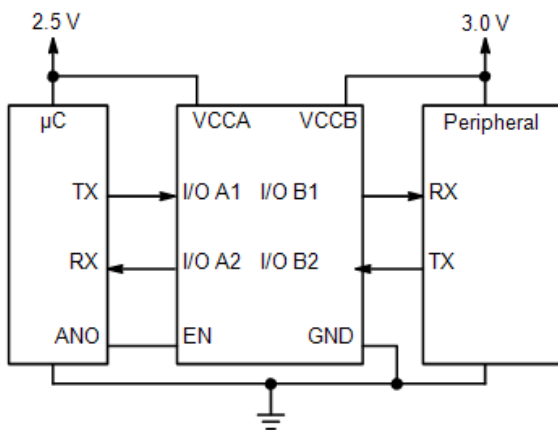 2.5 V 3.0 V
µC VCCA VCCB Peripheral
TX I/O A1 I/O B1 RX
RX I/O A2 I/O B2 TX
ANO EN GND